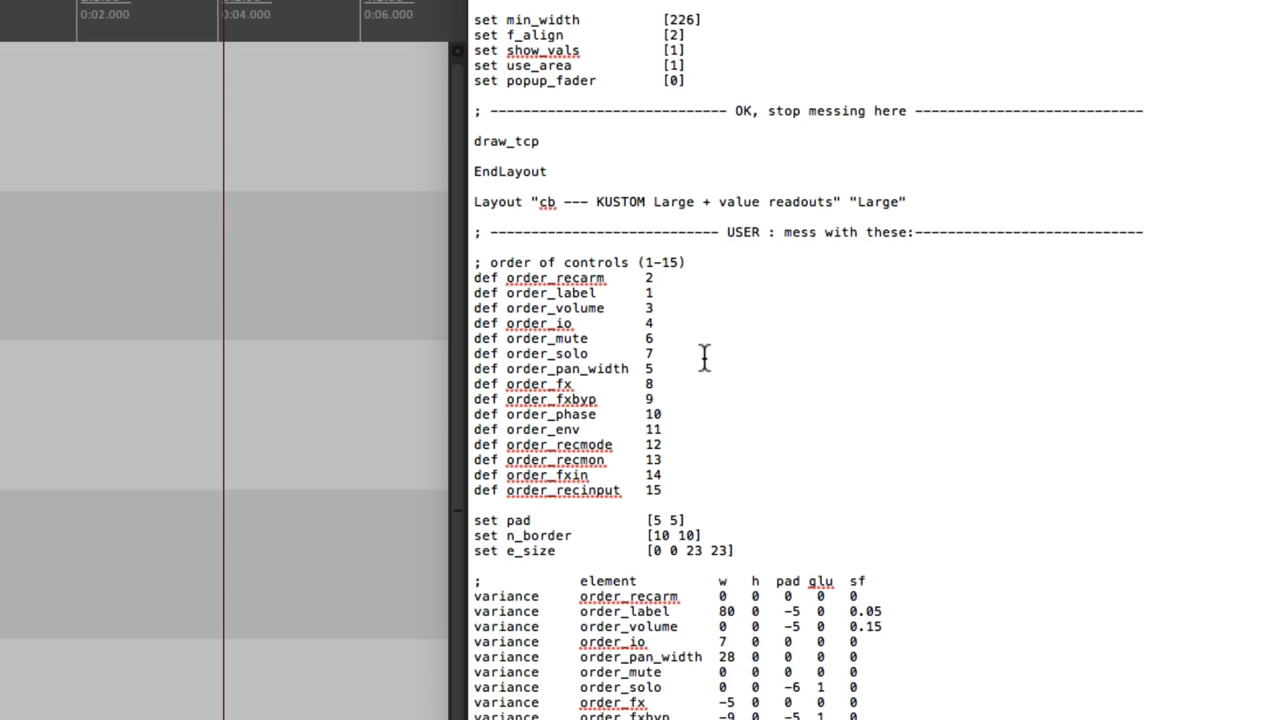 0:02.000
0:04.000
0:06.000
set min_width [226]
set f_align [2]
set show_vals [1]
set use_area [1]
set popup_fader [0]
; ----------------------------- OK, stop messing here ----------------------------
draw_tcp
EndLayout
Layout "cb --- KUSTOM Large + value readouts" "Large"
; ---------------------------- USER : mess with these:----------------------------
; order of controls (1-15)
def order_recarm 2
def order_label 1
def order_volume 3
def order_io 4
def order_mute 6
def order_solo 7
def order_pan_width 5
def order_fx 8
def order_fxbyp 9
def order_phase 10
def order_env 11
def order_recmode 12
def order_recmon 13
def order_fxin 14
def order_recinput 15
set pad [5 5]
set n_border [10 10]
set e_size [0 0 23 23]
; element w h pad glu sf
variance order_recarm 0 0 0 0 0
variance order_label 80 0 -5 0 0.05
variance order_volume 0 0 -5 0 0.15
variance order_io 7 0 0 0 0
variance order_pan_width 28 0 0 0 0
variance order_mute 0 0 0 0 0
variance order_solo 0 0 -6 1 0
variance order_fx -5 0 0 0 0
variance order_fxbyp -9 0 -5 1 0